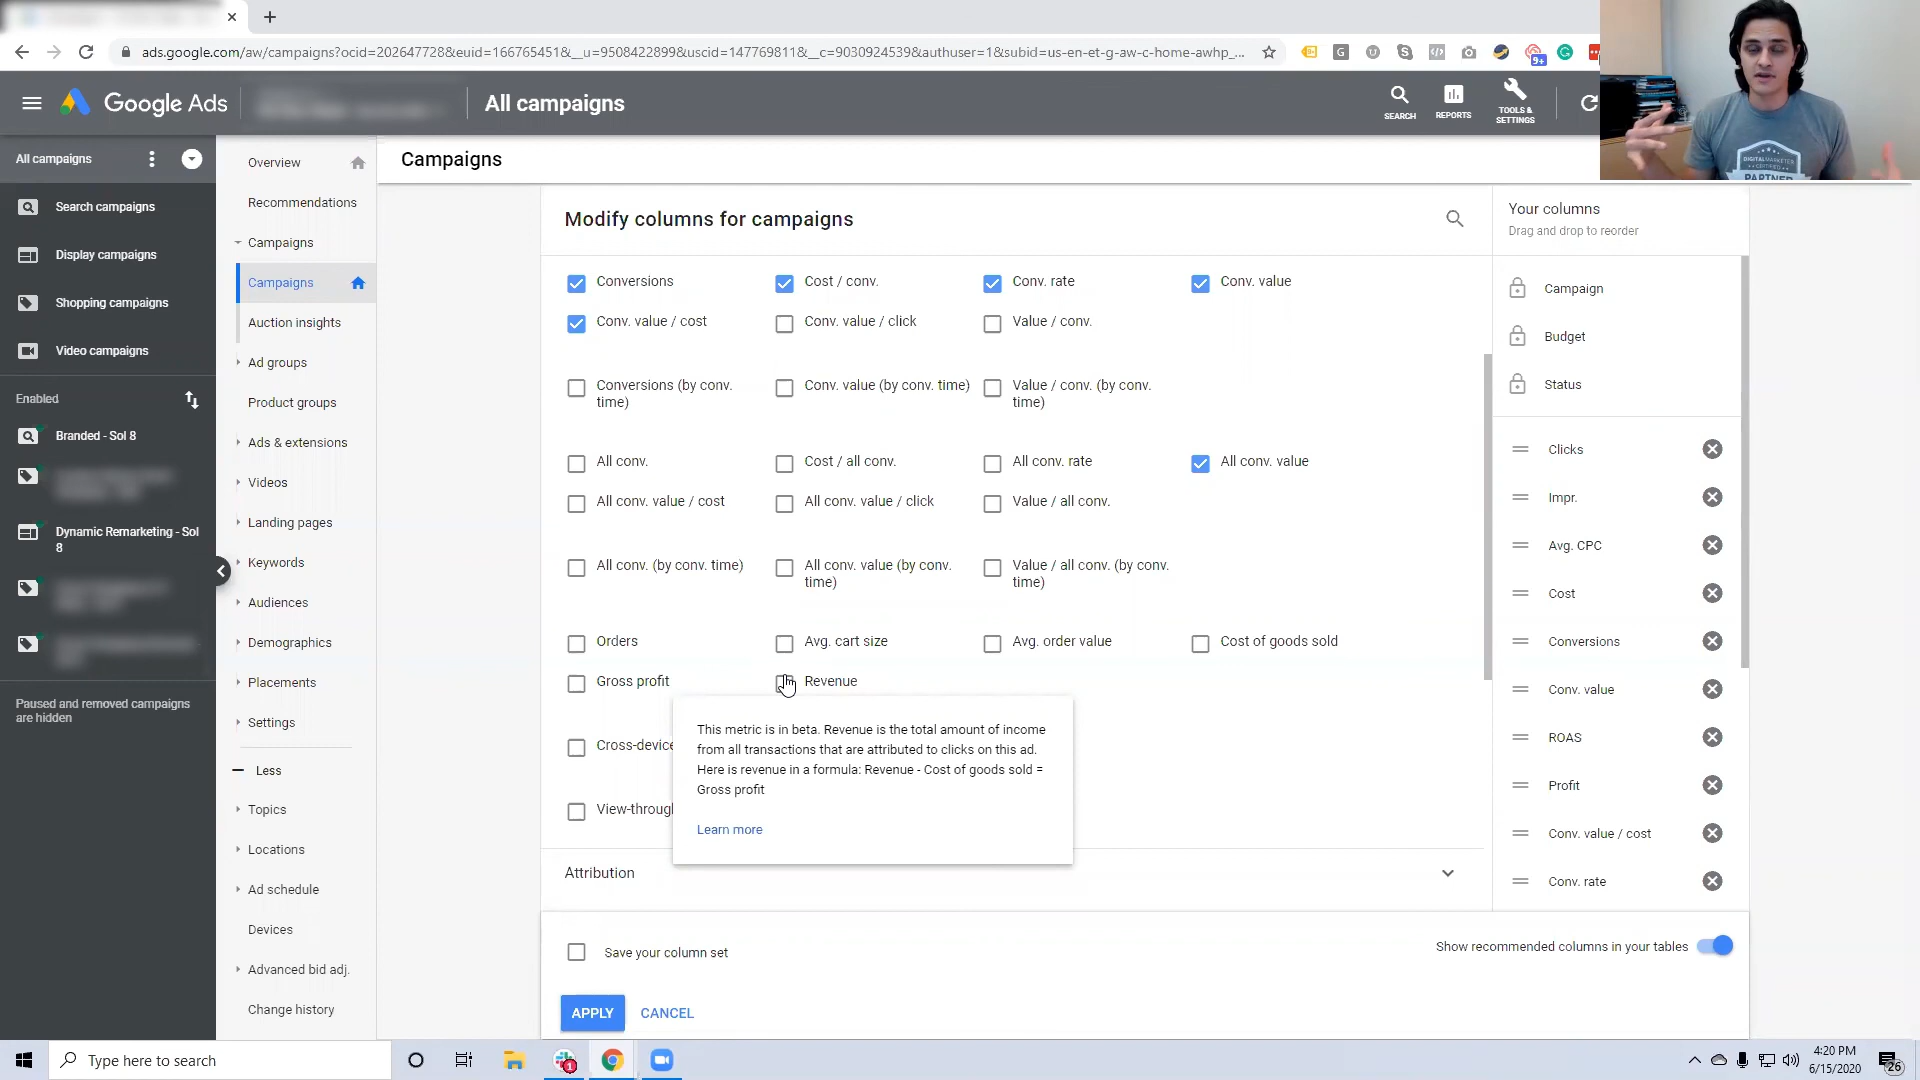 ads.google.com/aw/campaigns?ocid=202647728&euid=166765451&__u=9508422899&uscid=147769811&__c=9030924539&authuser=1&subid=us-en-et-g-aw-c-home-awhp_...
9+
Google Ads
All campaigns
SEARCH
REPORTS
TOOLS &
SETTINGS
DIGITALMARKETER
CERTIFIED
PARTNER
All campaigns
Search campaigns
Display campaigns
Shopping campaigns
Video campaigns
Enabled
Branded - Sol 8
Dynamic Remarketing - Sol
8
Paused and removed campaigns
are hidden
Overview
Recommendations
Campaigns
Campaigns
Auction insights
Ad groups
Product groups
Ads & extensions
Videos
Landing pages
Keywords
Audiences
Demographics
Placements
Settings
Less
Topics
Locations
Ad schedule
Devices
Advanced bid adj.
Change history
Campaigns
Modify columns for campaigns
Conversions
Cost / conv.
Conv. rate
Conv. value
Conv. value / cost
Conv. value / click
Value / conv.
Conversions (by conv.
time)
Conv. value (by conv. time)
Value / conv. (by conv.
time)
All conv.
Cost / all conv.
All conv. rate
All conv. value
All conv. value / cost
All conv. value / click
Value / all conv.
All conv. (by conv. time)
All conv. value (by conv.
time)
Value / all conv. (by conv.
time)
Orders
Avg. cart size
Avg. order value
Cost of goods sold
Gross profit
Revenue
This metric is in beta. Revenue is the total amount of income
from all transactions that are attributed to clicks on this ad.
Here is revenue in a formula: Revenue - Cost of goods sold =
Gross profit
Learn more
Cross-device
View-through
Attribution
Save your column set
Show recommended columns in your tables
APPLY
CANCEL
Your columns
Drag and drop to reorder
Campaign
Budget
Status
Clicks
Impr.
Avg. CPC
Cost
Conversions
Conv. value
ROAS
Profit
Conv. value / cost
Conv. rate
Type here to search
1
4:20 PM
6/15/2020
26